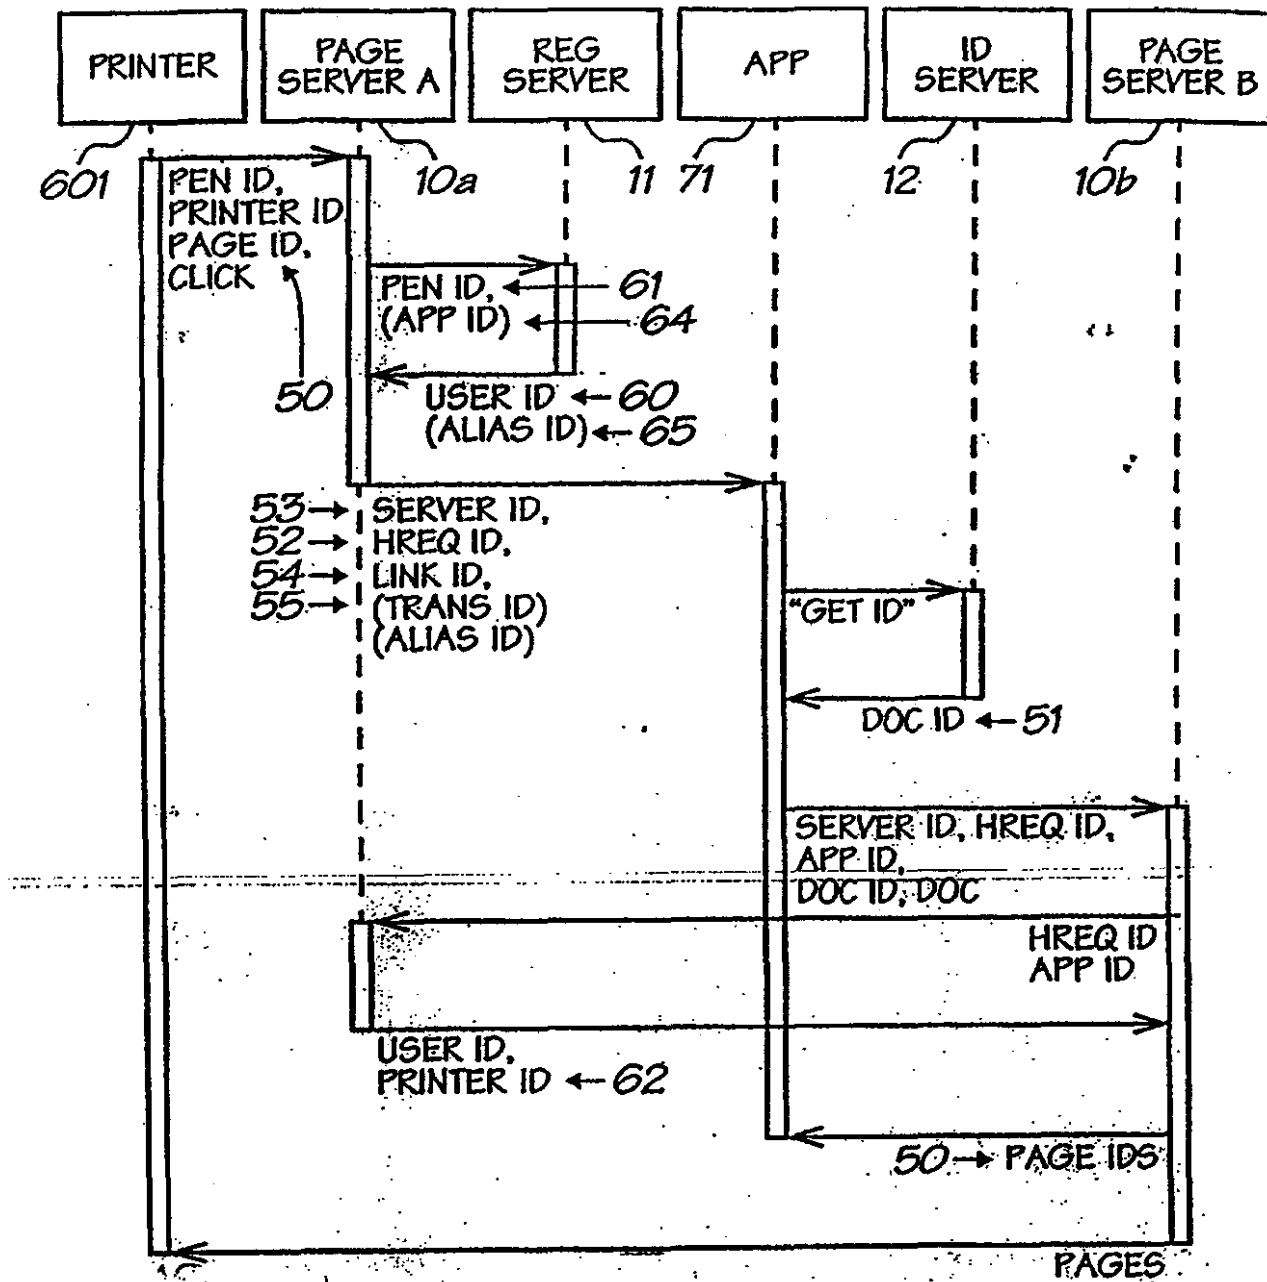 PRINTER
PAGE
SERVER A
REG
SERVER
APP
ID
SERVER
PAGE
SERVER B
601
10a
11
71
12
10b
PEN ID,
PRINTER ID
PAGE ID,
CLICK
50
PEN ID,
(APP ID)
61
64
USER ID
(ALIAS ID)
60
65
53
52
54
55
SERVER ID,
HREQ ID,
LINK ID,
(TRANS ID)
(ALIAS ID)
"GET ID"
DOC ID
51
SERVER ID, HREQ ID,
APP ID,
DOC ID, DOC
HREQ ID
APP ID
USER ID,
PRINTER ID
62
50
PAGE IDS
PAGES